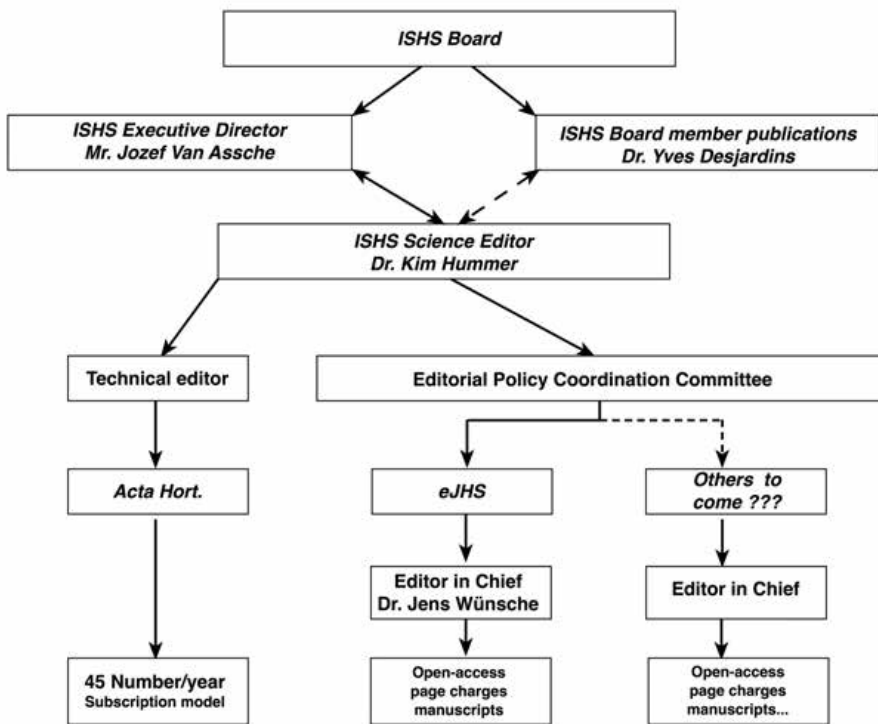 ISHS Board
ISHS Executive Director
Mr. Jozef Van Assche
ISHS Board member publications
Dr. Yves Desjardins
ISHS Science Editor
Dr. Kim Hummer
Technical editor
Editorial Policy Coordination Committee
Acta Hort.
eJHS
Others to
come ???
Editor in Chief
Dr. Jens Wünsche
Editor in Chief
45 Number/year
Subscription model
Open-access
page charges
manuscripts
Open-access
page charges
manuscripts...